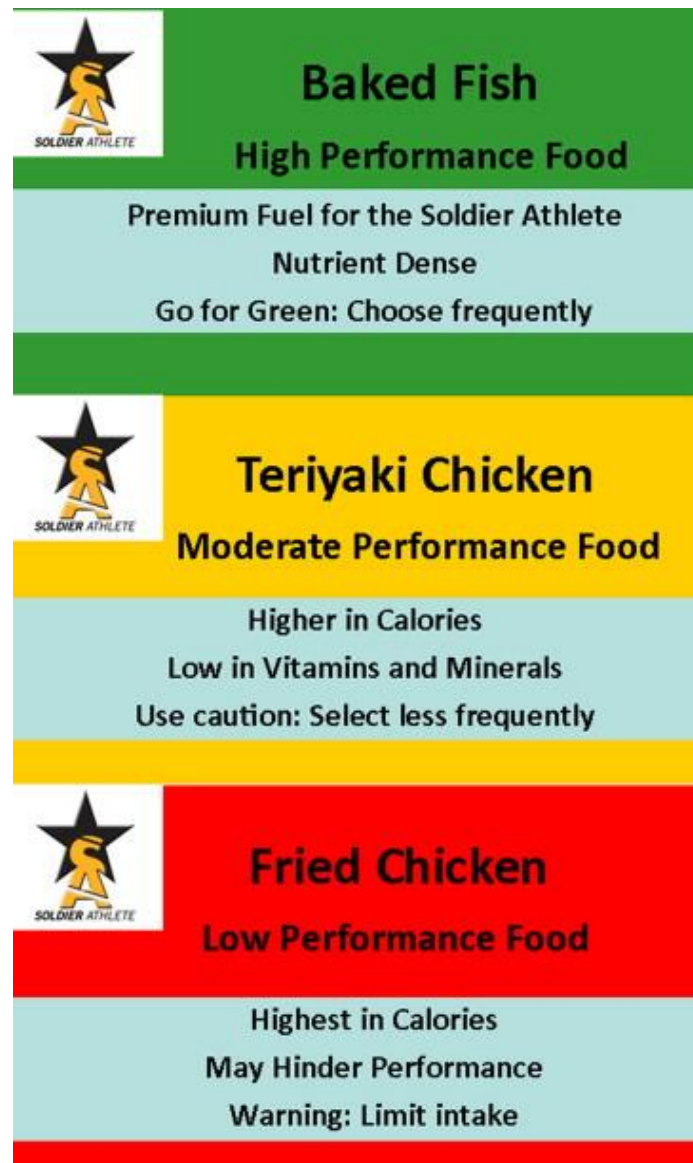 SOLDIER ATHLETE
Baked Fish
High Performance Food
Premium Fuel for the Soldier Athlete
Nutrient Dense
Go for Green: Choose frequently
SOLDIER ATHLETE
Teriyaki Chicken
Moderate Performance Food
Higher in Calories
Low in Vitamins and Minerals
Use caution: Select less frequently
SOLDIER ATHLETE
Fried Chicken
Low Performance Food
Highest in Calories
May Hinder Performance
Warning: Limit intake